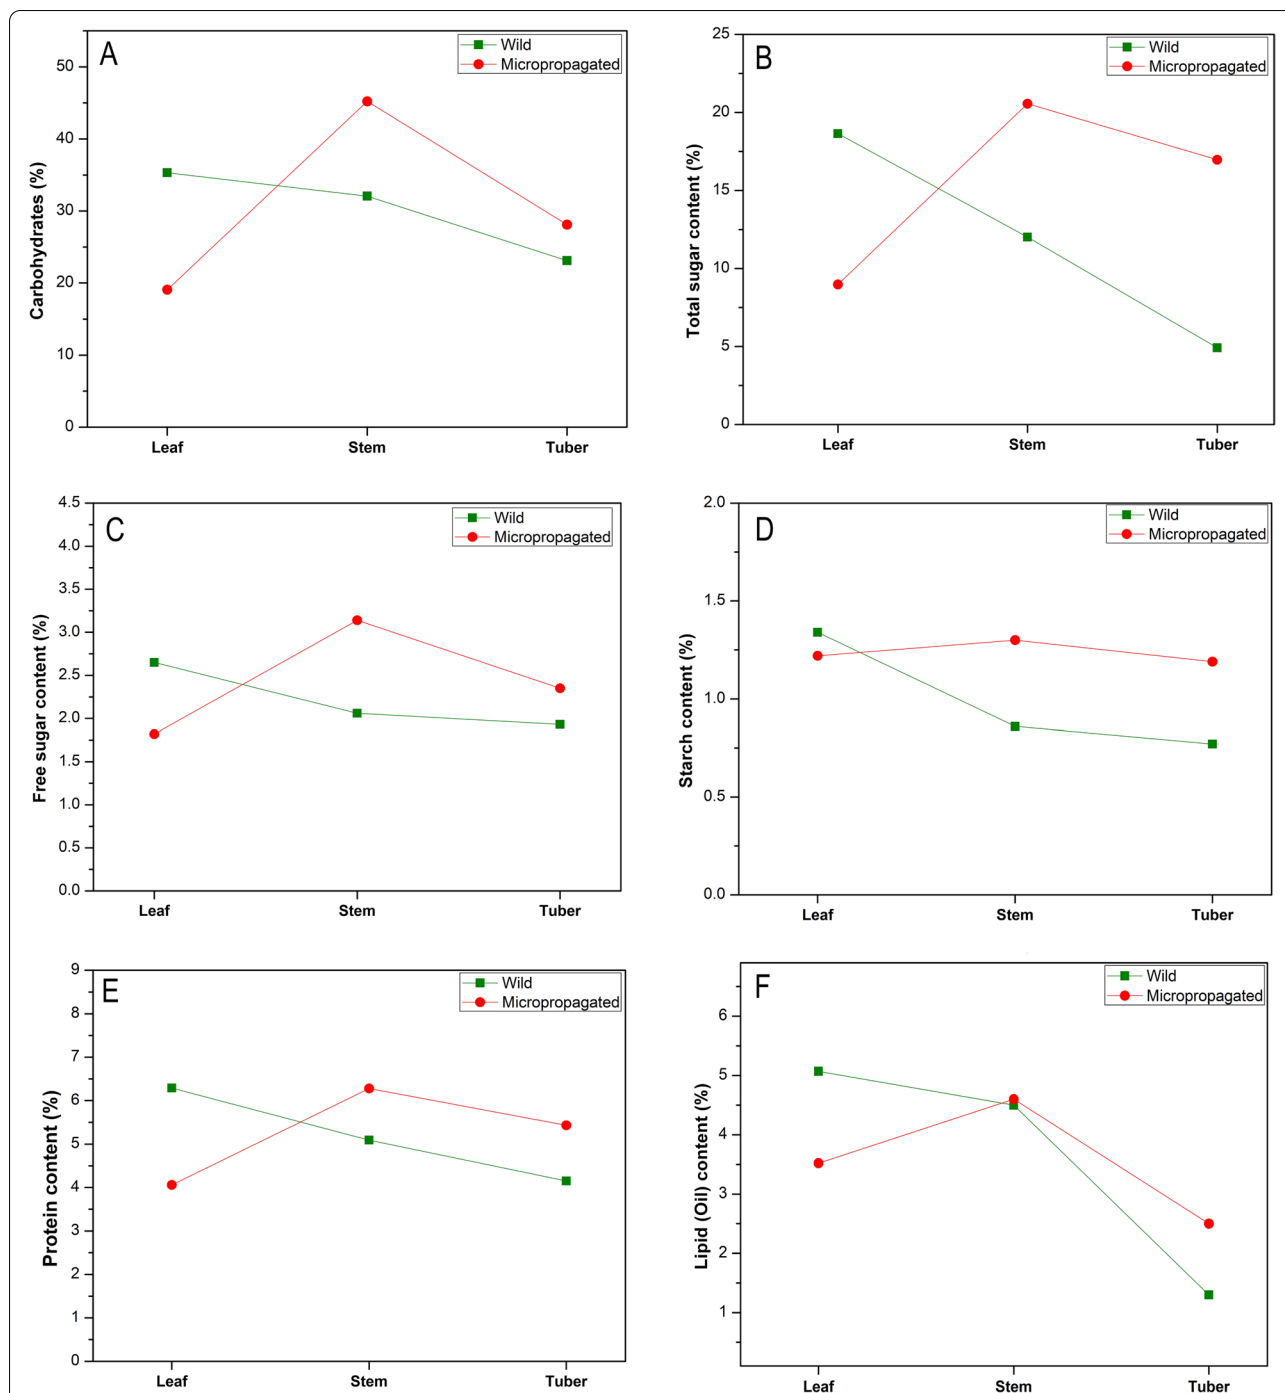 A
Wild
Micropropagated
50
40
30
20
10
0
Carbohydrates (%)
Leaf
Stem
Tuber
B
Wild
Micropropagated
25
20
15
10
5
0
Total sugar content (%)
Leaf
Stem
Tuber
C
Wild
Micropropagated
4.5
4.0
3.5
3.0
2.5
2.0
1.5
1.0
0.5
0.0
Free sugar content (%)
Leaf
Stem
Tuber
D
Wild
Micropropagated
2.0
1.5
1.0
0.5
0.0
Starch content (%)
Leaf
Stem
Tuber
E
Wild
Micropropagated
9
8
7
6
5
4
3
2
1
0
Protein content (%)
Leaf
Stem
Tuber
F
Wild
Micropropagated
6
5
4
3
2
1
Lipid (Oil) content (%)
Leaf
Stem
Tuber